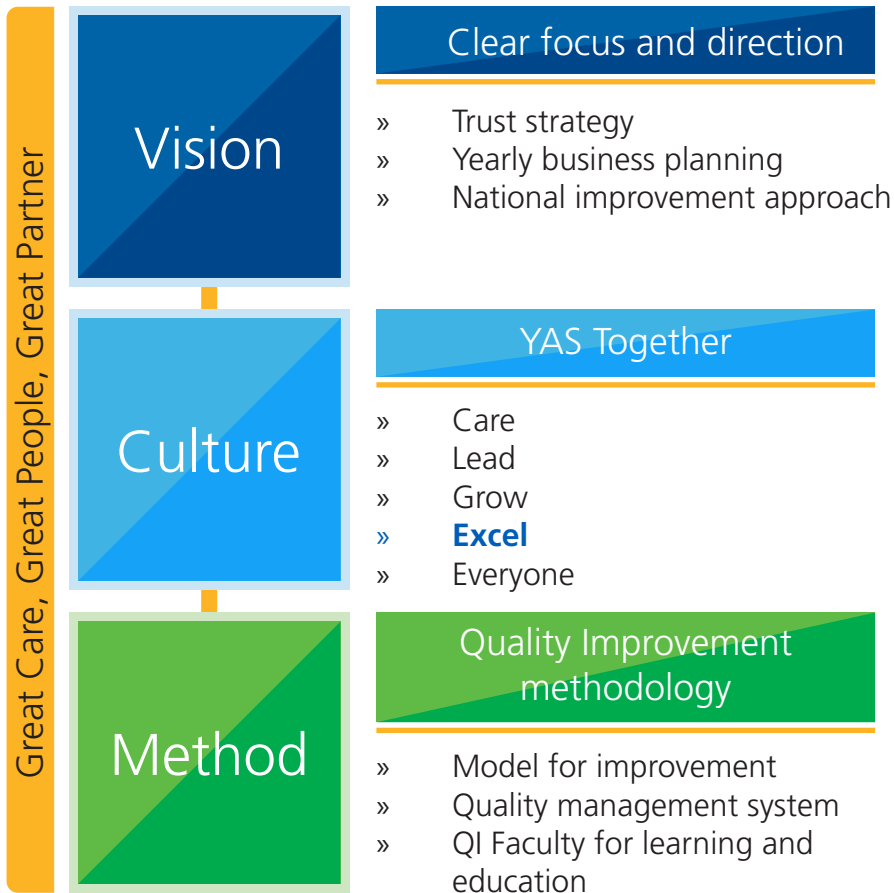 Great Care, Great People, Great Partner
Vision
Clear focus and direction
» Trust strategy
» Yearly business planning
» National improvement approach
Culture
YAS Together
» Care
» Lead
» Grow
» Excel
» Everyone
Method
Quality Improvement
methodology
» Model for improvement
» Quality management system
» QI Faculty for learning and
education